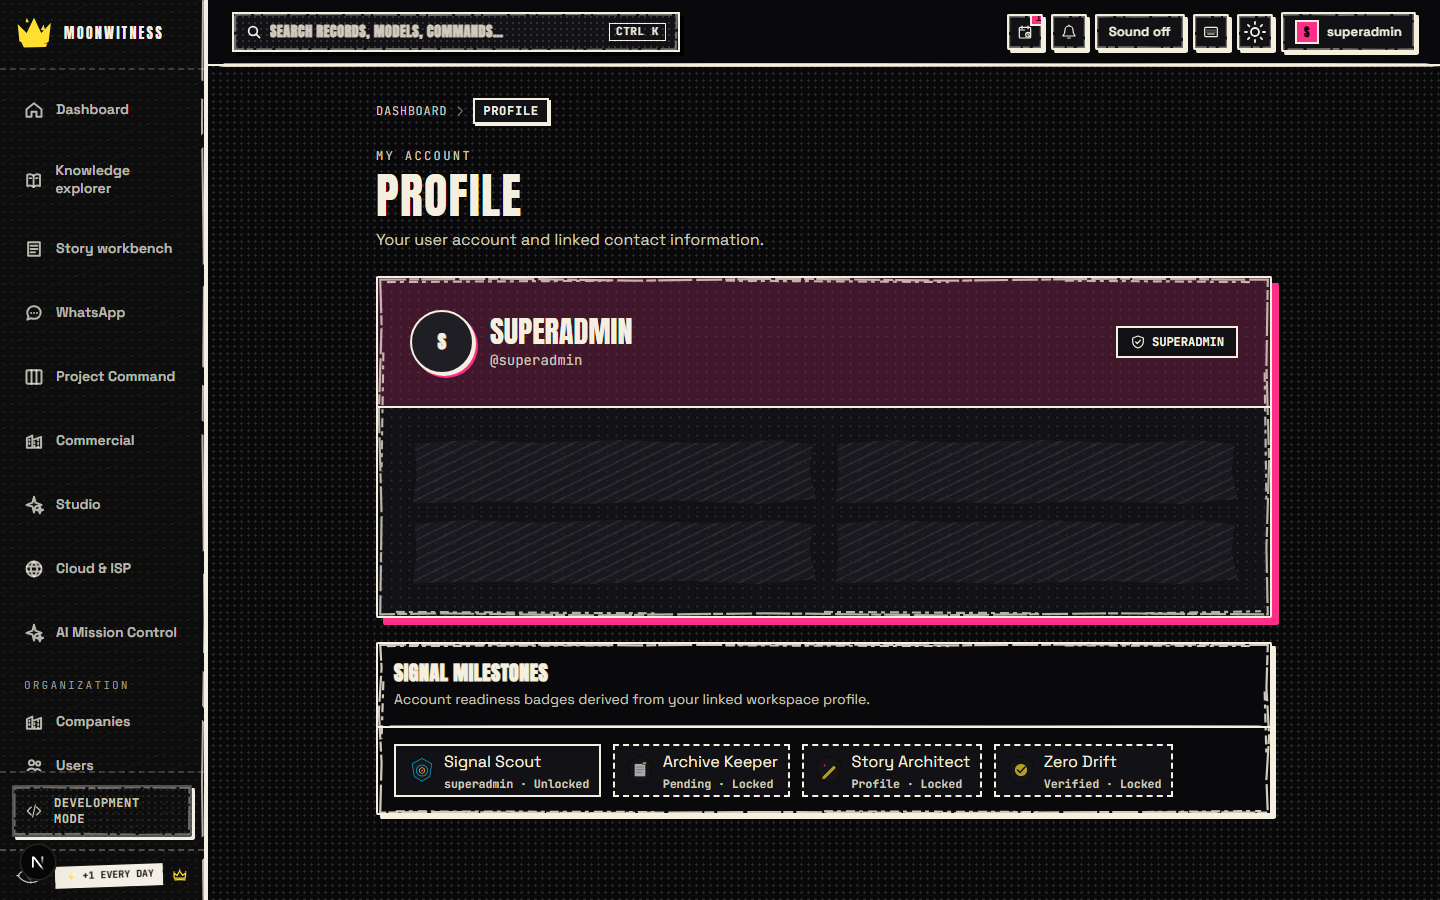 MOONWITNESS
SEARCH RECORDS, MODELS, COMMANDS...
CTRL K
Sound off
S
superadmin
Dashboard
Knowledge
explorer
Story workbench
WhatsApp
Project Command
Commercial
Studio
Cloud & ISP
AI Mission Control
ORGANIZATION
Companies
Users
DEVELOPMENT
MODE
N
+1 EVERY DAY
DASHBOARD
PROFILE
MY ACCOUNT
PROFILE
Your user account and linked contact information.
S
SUPERADMIN
@superadmin
SUPERADMIN
SIGNAL MILESTONES
Account readiness badges derived from your linked workspace profile.
Signal Scout
superadmin · Unlocked
Archive Keeper
Pending · Locked
Story Architect
Profile · Locked
Zero Drift
Verified · Locked